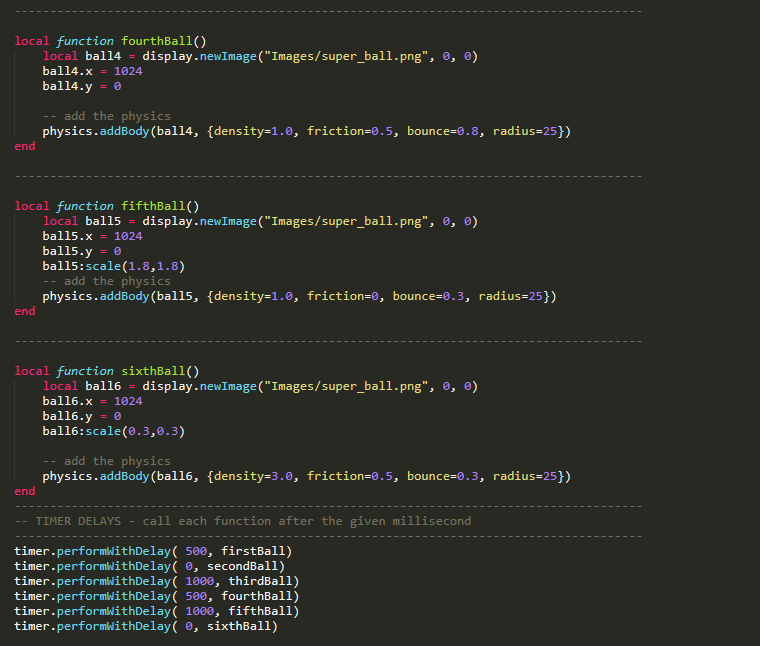 ----------------------------------------------------------------------------------------
local function fourthBall()
    local ball4 = display.newImage("Images/super_ball.png", 0, 0)
    ball4.x = 1024
    ball4.y = 0

    -- add the physics
    physics.addBody(ball4, {density=1.0, friction=0.5, bounce=0.8, radius=25})
end
----------------------------------------------------------------------------------------
local function fifthBall()
    local ball5 = display.newImage("Images/super_ball.png", 0, 0)
    ball5.x = 1024
    ball5.y = 0
    ball5:scale(1.8,1.8)
    -- add the physics
    physics.addBody(ball5, {density=1.0, friction=0, bounce=0.3, radius=25})
end
----------------------------------------------------------------------------------------
local function sixthBall()
    local ball6 = display.newImage("Images/super_ball.png", 0, 0)
    ball6.x = 1024
    ball6.y = 0
    ball6:scale(0.3,0.3)

    -- add the physics
    physics.addBody(ball6, {density=3.0, friction=0.5, bounce=0.3, radius=25})
end
----------------------------------------------------------------------------------------
-- TIMER DELAYS - call each function after the given millisecond
----------------------------------------------------------------------------------------
timer.performWithDelay( 500, firstBall)
timer.performWithDelay( 0, secondBall)
timer.performWithDelay( 1000, thirdBall)
timer.performWithDelay( 500, fourthBall)
timer.performWithDelay( 1000, fifthBall)
timer.performWithDelay( 0, sixthBall)